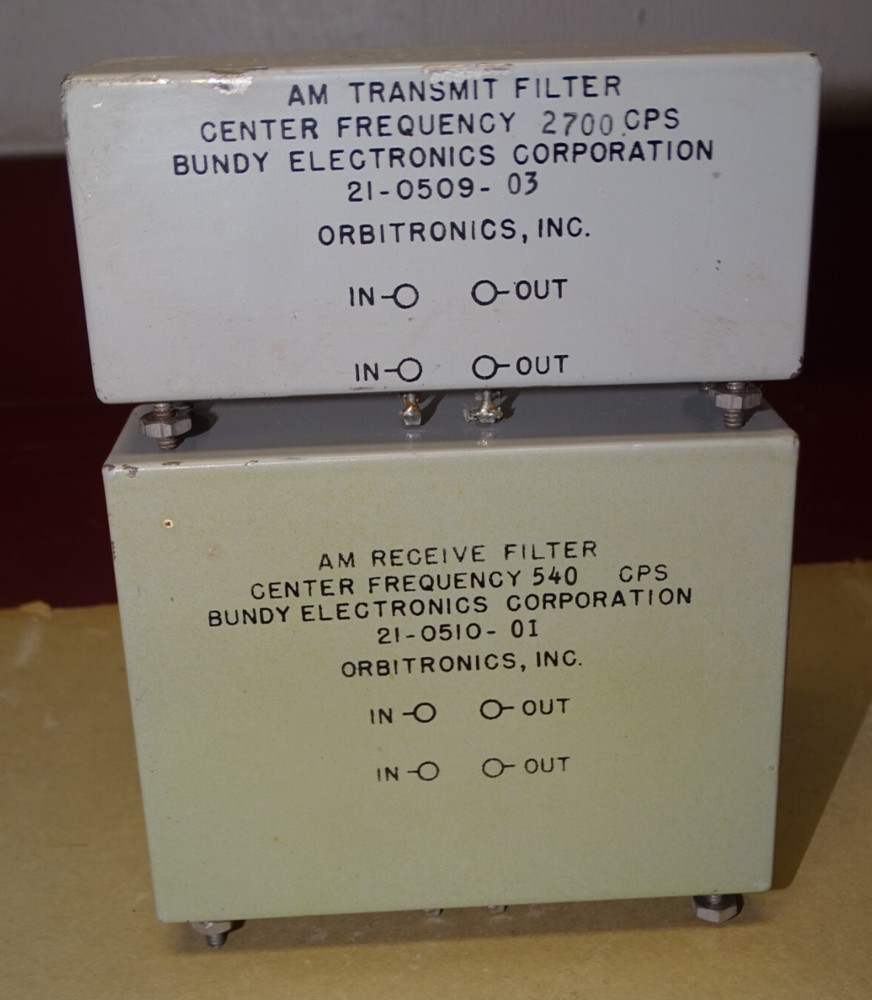 AM TRANSMIT FILTER
CENTER FREQUENCY 2700 CPS
BUNDY ELECTRONICS CORPORATION
21-0509- 03
ORBITRONICS, INC.
IN OUT
IN OUT
AM RECEIVE FILTER
CENTER FREQUENCY 540 CPS
BUNDY ELECTRONICS CORPORATION
21-0510- 01
ORBITRONICS, INC.
IN OUT
IN OUT